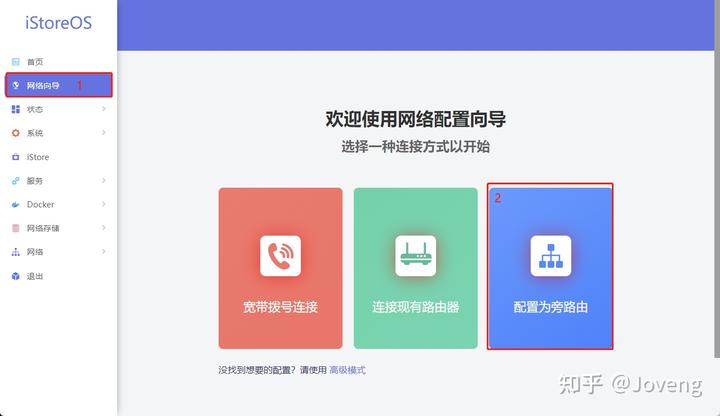 iStoreOS
首页
网络向导 1
状态
系统
iStore
服务
Docker
网络存储
网络
退出
欢迎使用网络配置向导
选择一种连接方式以开始
2
宽带拨号连接
连接现有路由器
配置为旁路由
没找到想要的配置？请使用 高级模式
知乎 @Joveng